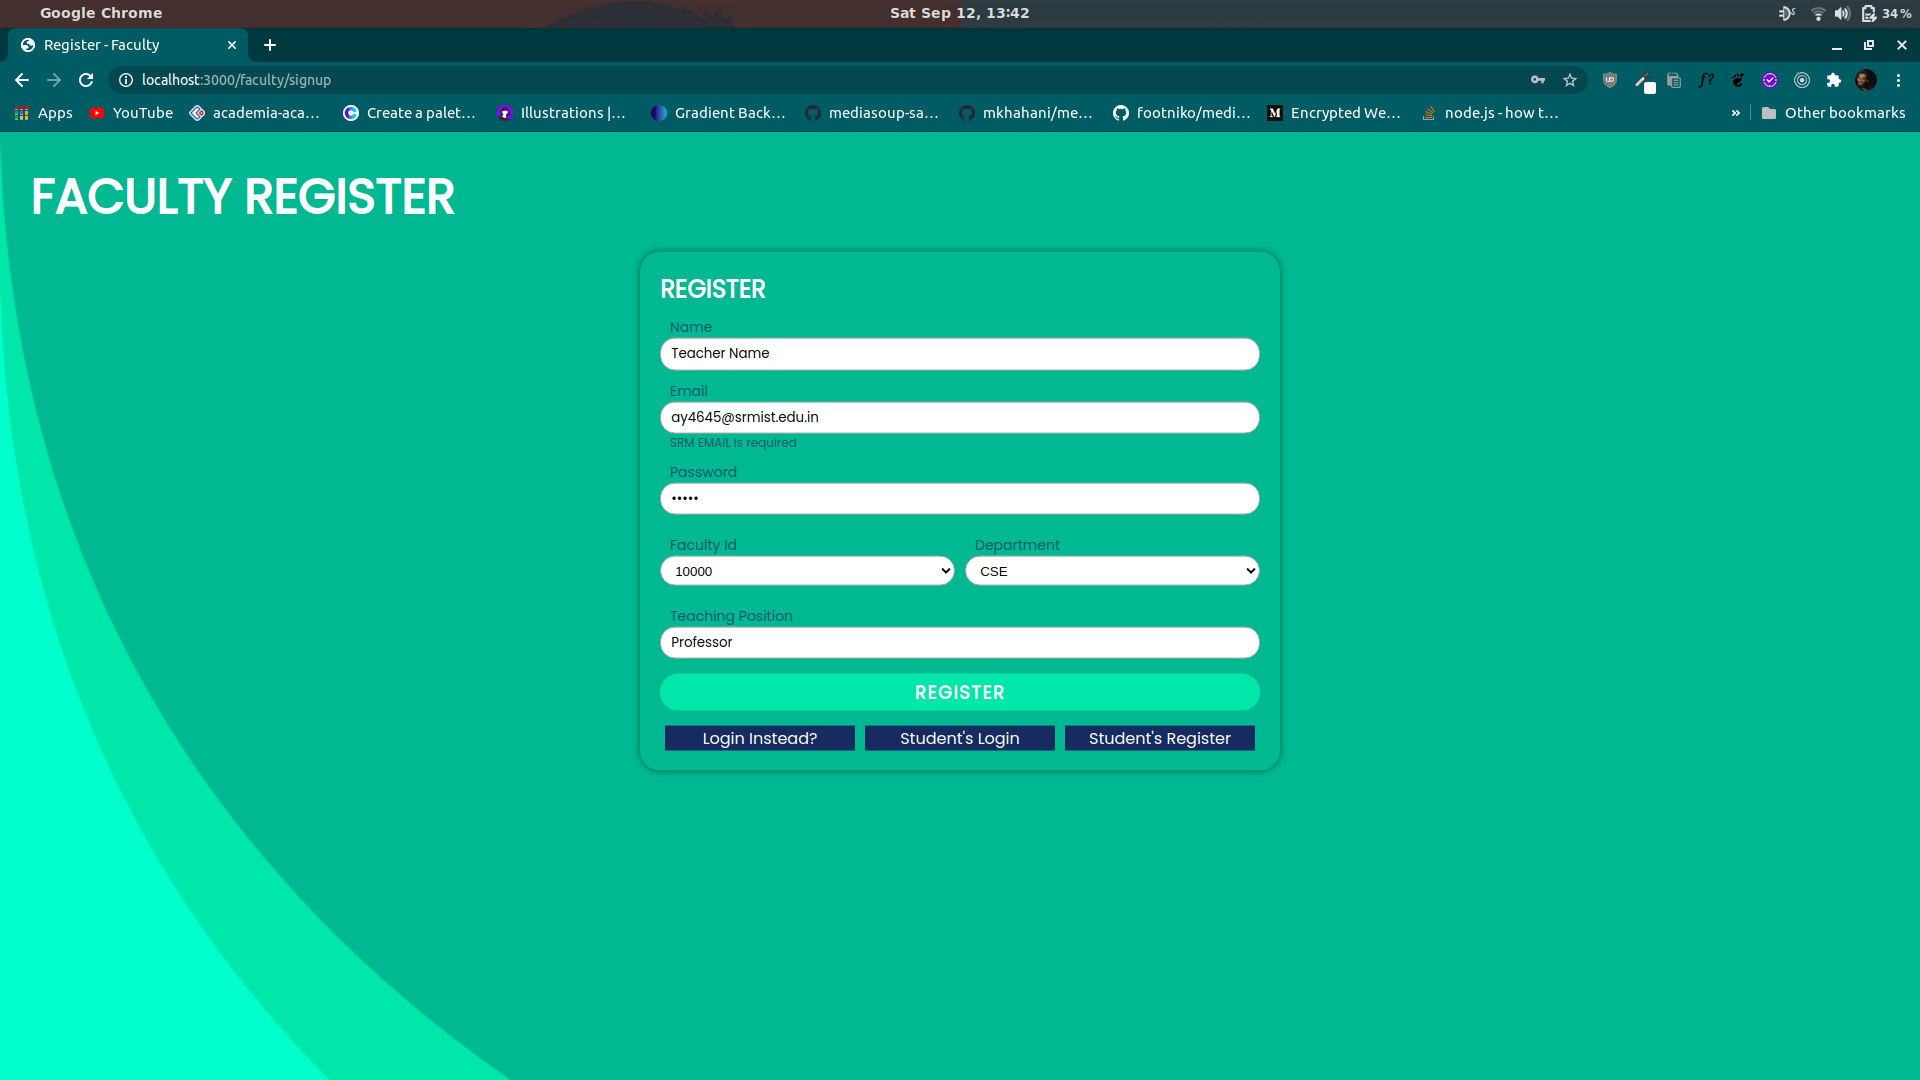 Google Chrome Sat Sep 12, 13:42 34%
Register - Faculty
localhost:3000/faculty/signup
Apps YouTube academia-aca... Create a palet... Illustrations |... Gradient Back... mediasoup-sa... mkhahani/me... footniko/medi... Encrypted We... node.js - how t... » Other bookmarks
FACULTY REGISTER
REGISTER
Name
Teacher Name
Email
ay4645@srmist.edu.in
SRM EMAIL is required
Password
•••••
Faculty Id Department
10000 CSE
Teaching Position
Professor
REGISTER
Login Instead? Student's Login Student's Register